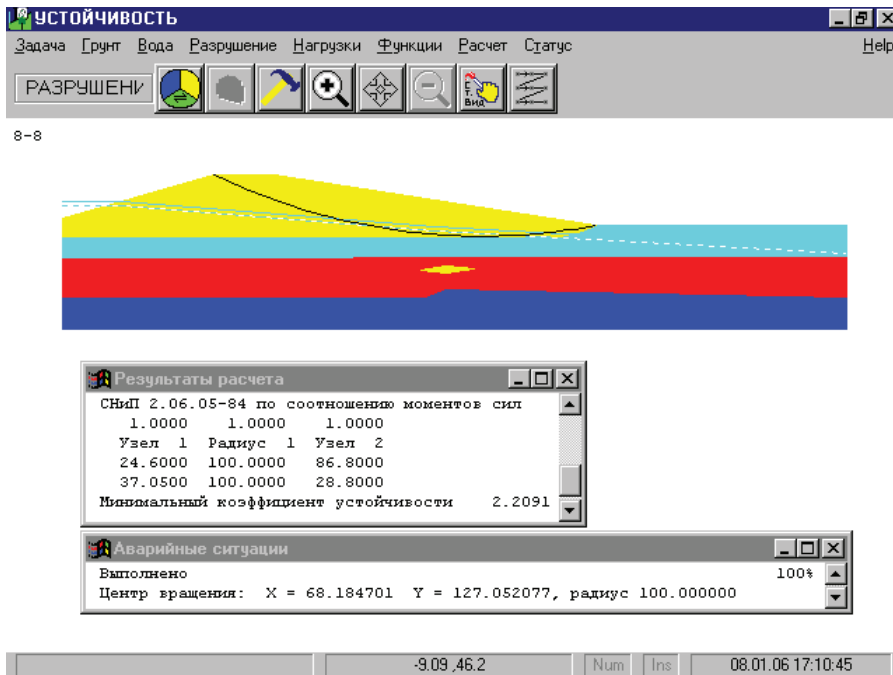 УСТОЙЧИВОСТЬ
Задача Грунт Вода Разрушение Нагрузки Функции Расчет Статус Help
РАЗРУШЕНИ
С.Т. Вид
8-8
Результаты расчета
СНиП 2.06.05-84 по соотношению моментов сил
1.0000 1.0000 1.0000
Узел 1 Радиус 1 Узел 2
24.6000 100.0000 86.8000
37.0500 100.0000 28.8000
Минимальный коэффициент устойчивости 2.2091
Аварийные ситуации
Выполнено 100%
Центр вращения: X = 68.184701 Y = 127.052077, радиус 100.000000
-9.09 ,46.2 Num Ins 08.01.06 17:10:45